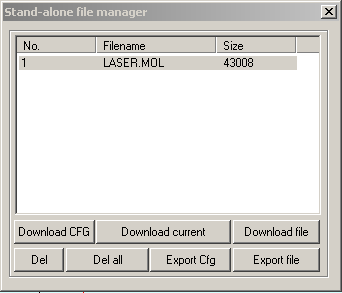 Stand-alone file manager
No. Filename Size
1 LASER.MOL 43008
Download CFG Download current Download file
Del Del all Export Cfg Export file